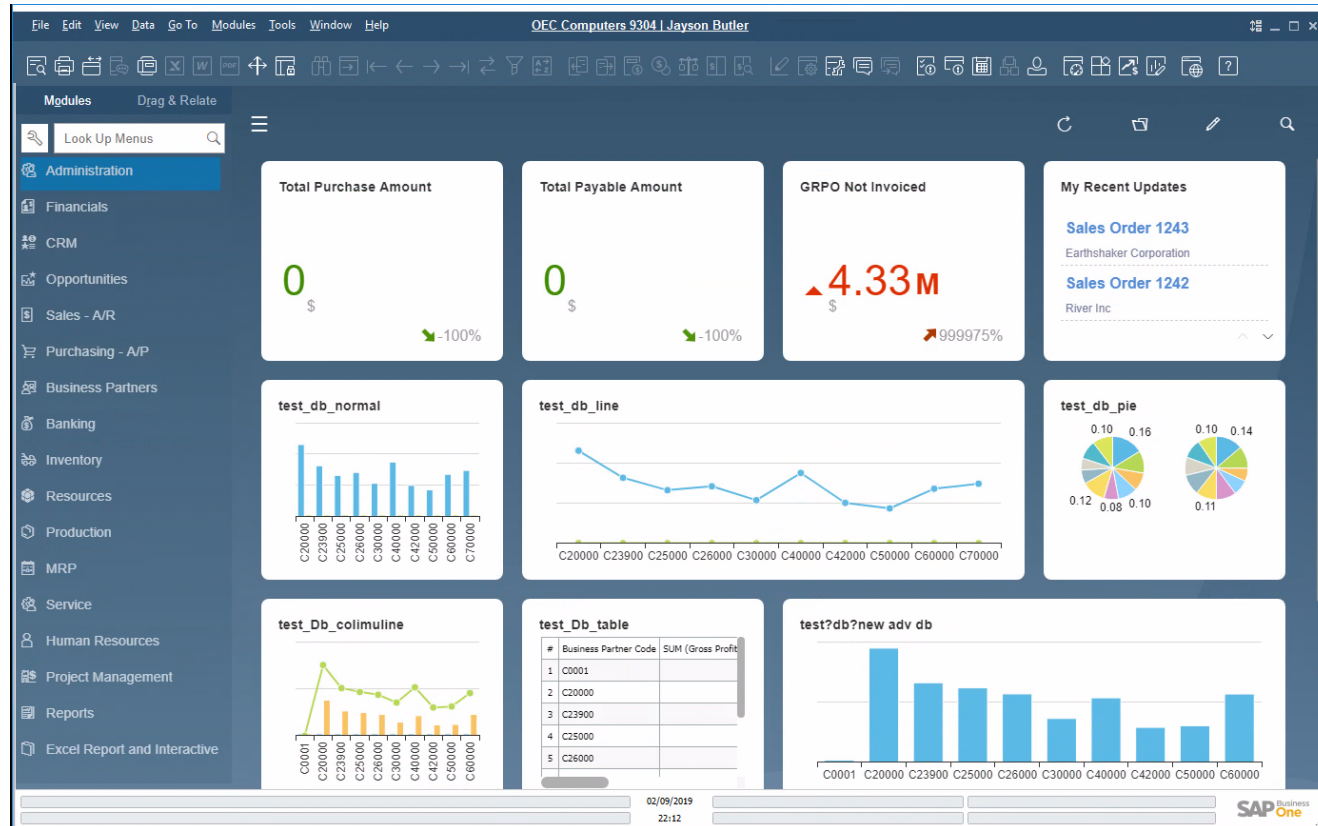 File Edit View Data Go To Modules Tools Window Help
OEC Computers 9304 | Jayson Butler
Modules Drag & Relate
Look Up Menus
Administration
Financials
CRM
Opportunities
Sales - A/R
Purchasing - A/P
Business Partners
Banking
Inventory
Resources
Production
MRP
Service
Human Resources
Project Management
Reports
Excel Report and Interactive
Total Purchase Amount
0
$
-100%
Total Payable Amount
0
$
-100%
GRPO Not Invoiced
4.33 M
$
999975%
My Recent Updates
Sales Order 1243
Earthshaker Corporation
Sales Order 1242
River Inc
test_db_normal
C20000 C23900 C25000 C26000 C30000 C40000 C42000 C50000 C60000 C70000
test_db_line
C20000 C23900 C25000 C26000 C30000 C40000 C42000 C50000 C60000 C70000
test_db_pie
0.10 0.16 0.10 0.14
0.12 0.08 0.10 0.11
test_Db_colimuline
C0001 C20000 C23900 C25000 C26000 C30000 C40000 C42000 C50000 C60000
test_Db_table
# Business Partner Code SUM (Gross Profit
1 C0001
2 C20000
3 C23900
4 C25000
5 C26000
test?db?new adv db
C0001 C20000 C23900 C25000 C26000 C30000 C40000 C42000 C50000 C60000
02/09/2019
22:12
SAP Business One